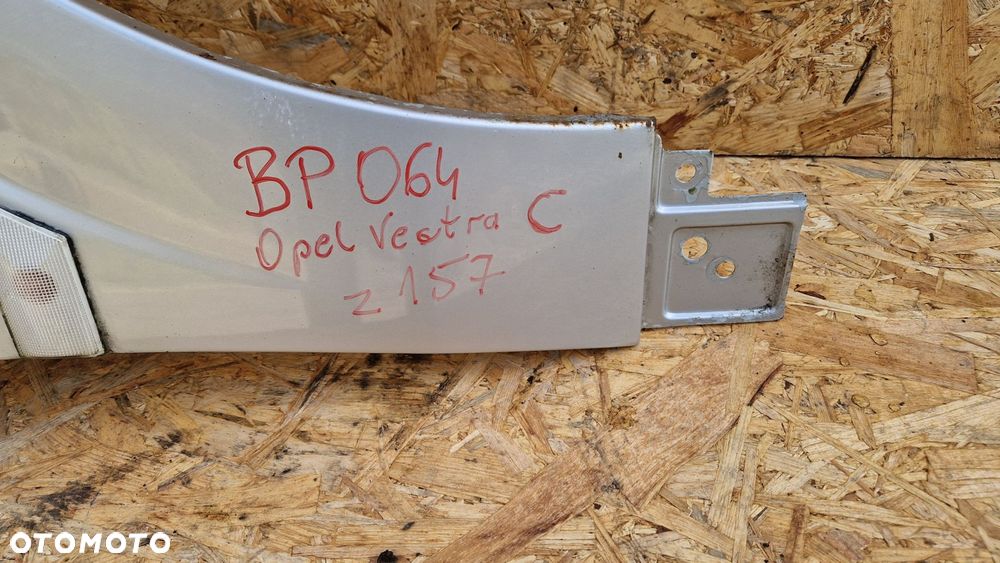 BP 064
Opel Vectra C
z 157
OTOMOTO